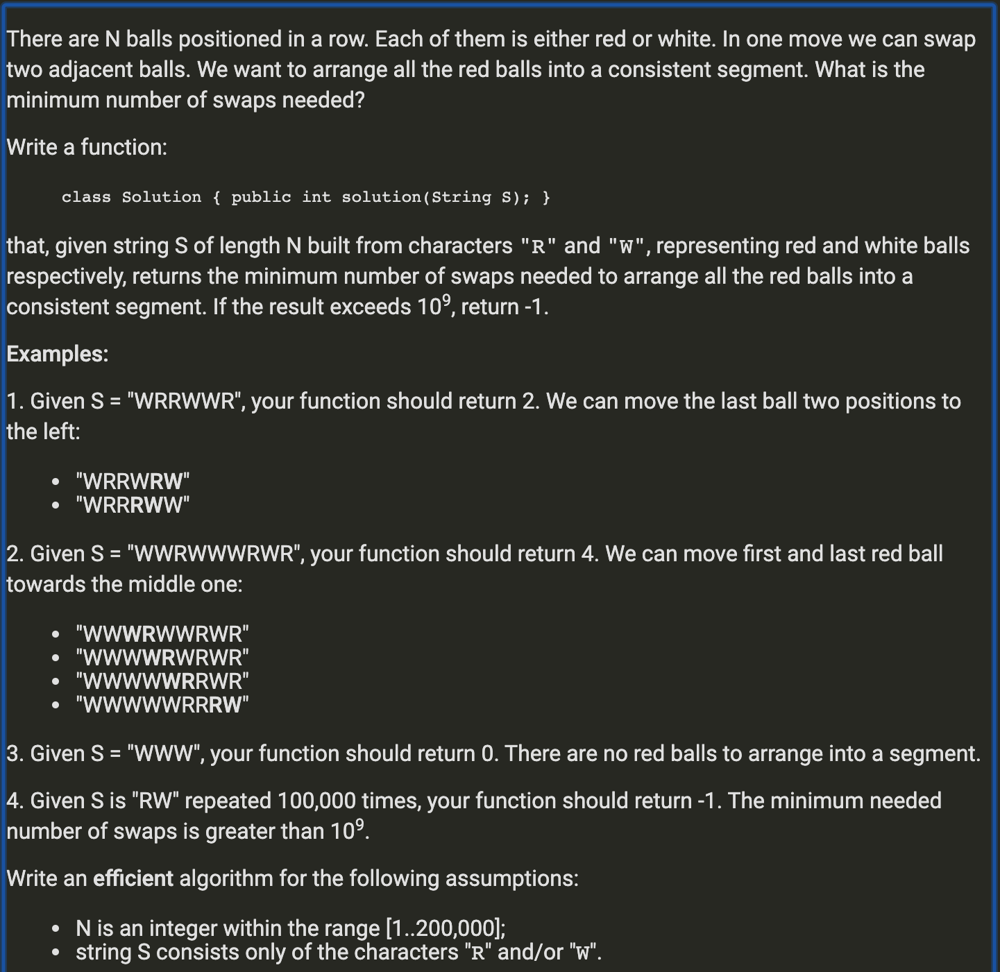 There are N balls positioned in a row. Each of them is either red or white. In one move we can swap
two adjacent balls. We want to arrange all the red balls into a consistent segment. What is the
minimum number of swaps needed?
Write a function:
class Solution { public int solution(String S); }
that, given string S of length N built from characters "R" and "W", representing red and white balls
respectively, returns the minimum number of swaps needed to arrange all the red balls into a
consistent segment. If the result exceeds 10⁹, return -1.
Examples:
1. Given S = "WRRWWR", your function should return 2. We can move the last ball two positions to
the left:
• "WRRWRW"
• "WRRRWW"
2. Given S = "WWRWWWRWR", your function should return 4. We can move first and last red ball
towards the middle one:
• "WWWRWWRWR"
• "WWWWRWRWR"
• "WWWWWRRWR"
• "WWWWWRRRW"
3. Given S = "WWW", your function should return 0. There are no red balls to arrange into a segment.
4. Given S is "RW" repeated 100,000 times, your function should return -1. The minimum needed
number of swaps is greater than 10⁹.
Write an efficient algorithm for the following assumptions:
• N is an integer within the range [1..200,000];
• string S consists only of the characters "R" and/or "W".